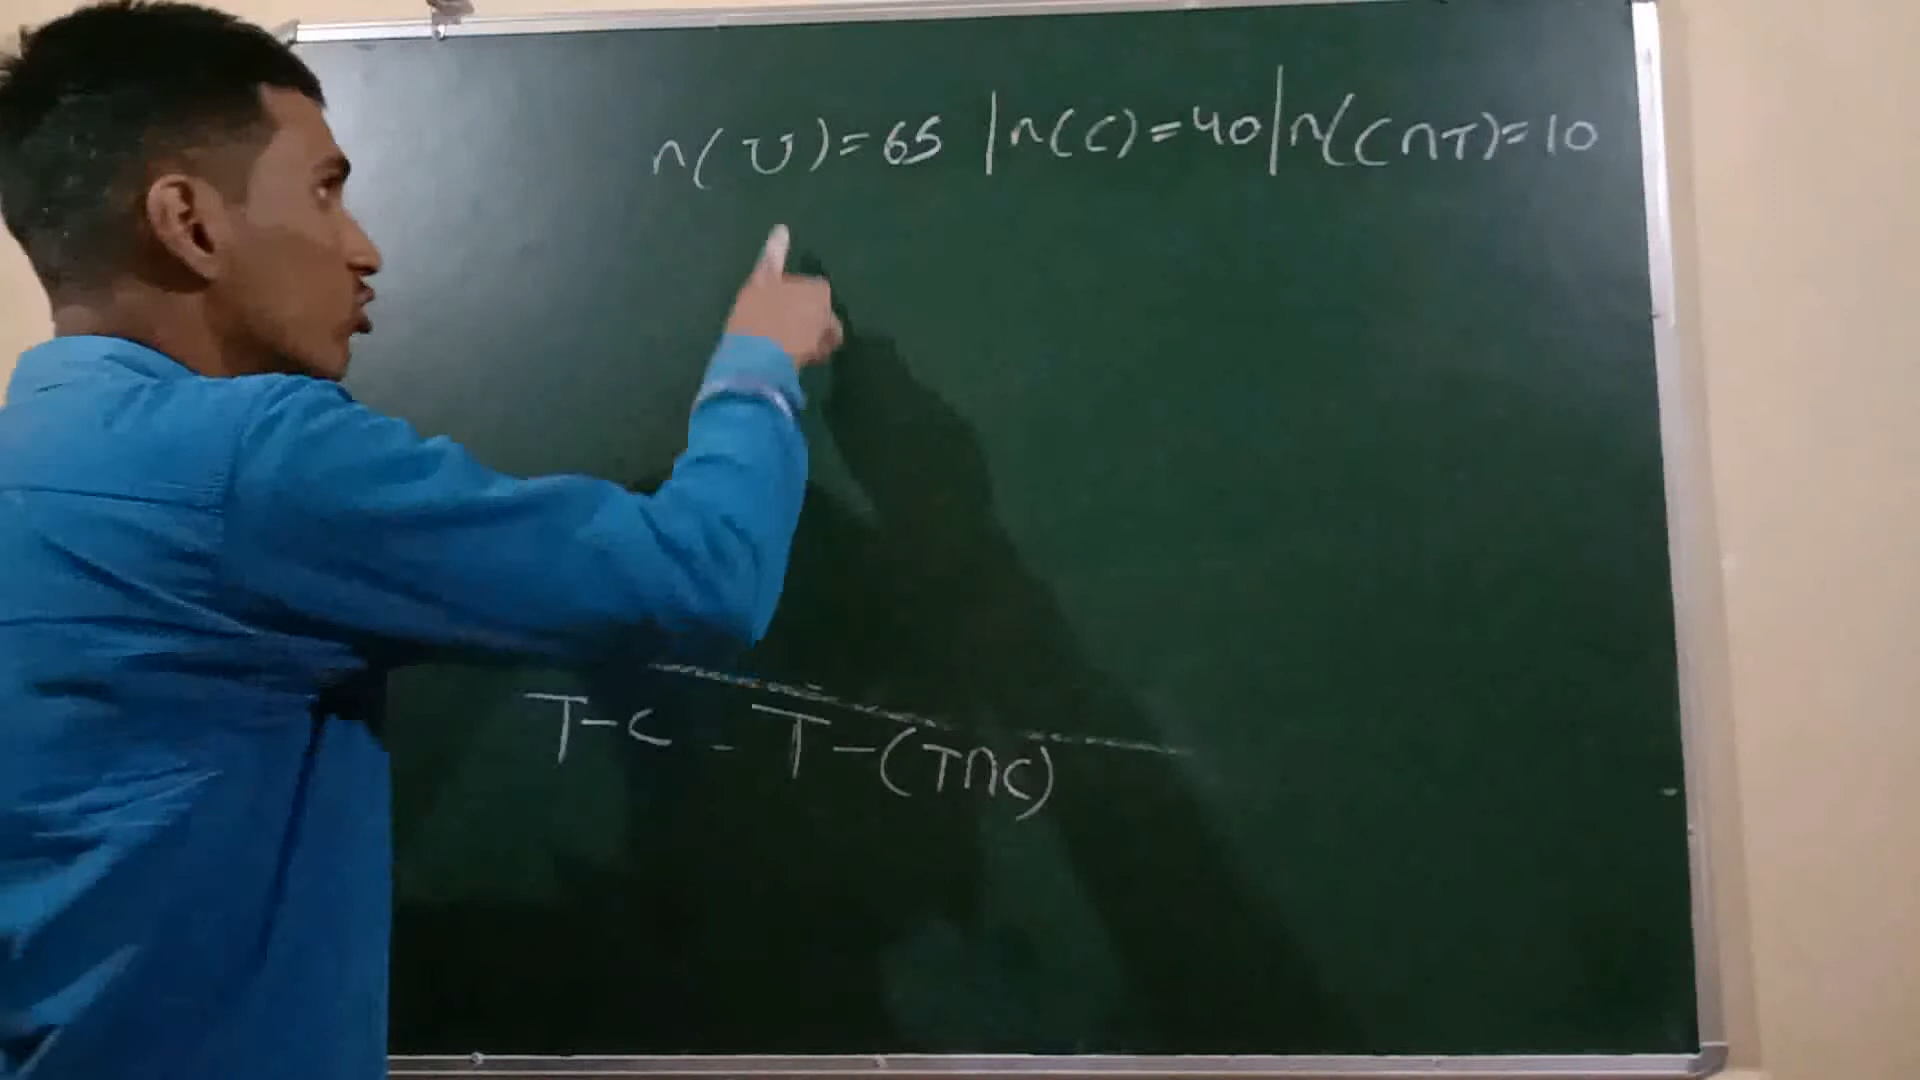 n(U)=65 | n(C)=40 | n(C∩T)=10
T-C - T-(T∩C)